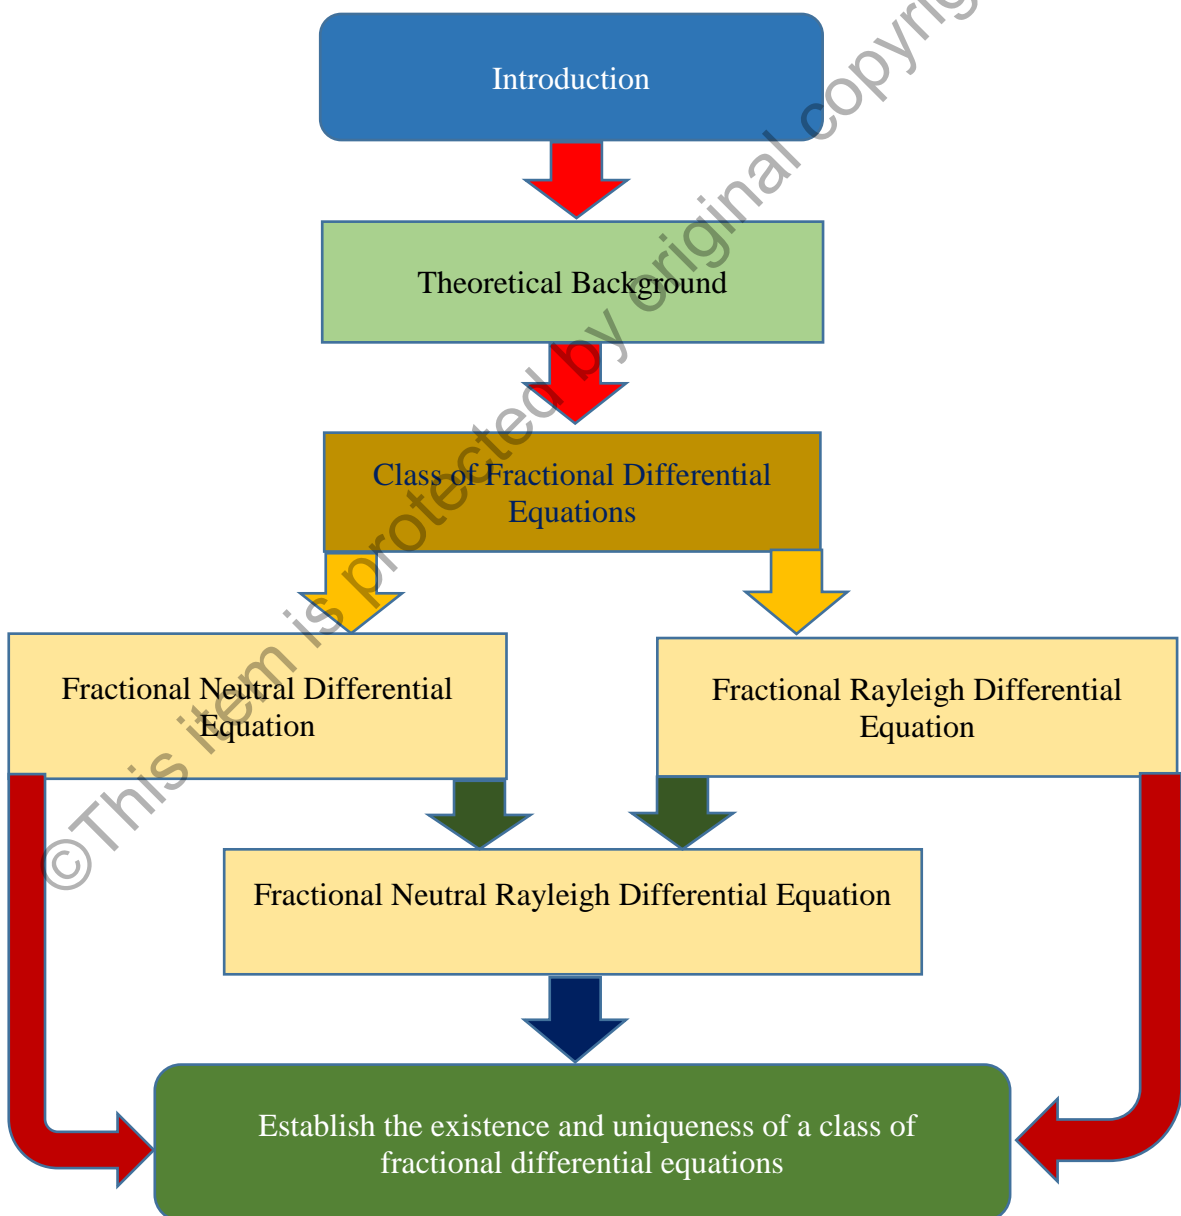 Introduction
Theoretical Background
Class of Fractional Differential
Equations
Fractional Neutral Differential
Equation
Fractional Rayleigh Differential
Equation
Fractional Neutral Rayleigh Differential Equation
Establish the existence and uniqueness of a class of
fractional differential equations
©This item is protected by original